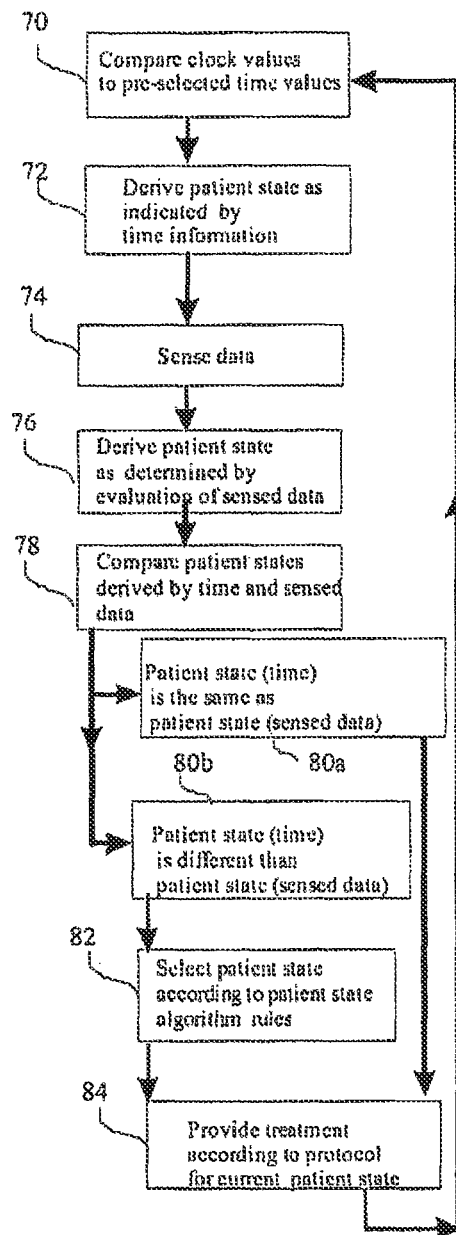 70
Compare clock values
to pre-selected time values
72
Derive patient state as
indicated by
time information
74
Sense data
76
Derive patient state
as determined by
evaluation of sensed data
78
Compare patient states
derived by time and sensed
data
Patient state (time)
is the same as
patient state (sensed data)
80a
80b
Patient state (time)
is different than
patient state (sensed data)
82
Select patient state
according to patient state
algorithm rules
84
Provide treatment
according to protocol
for current patient state